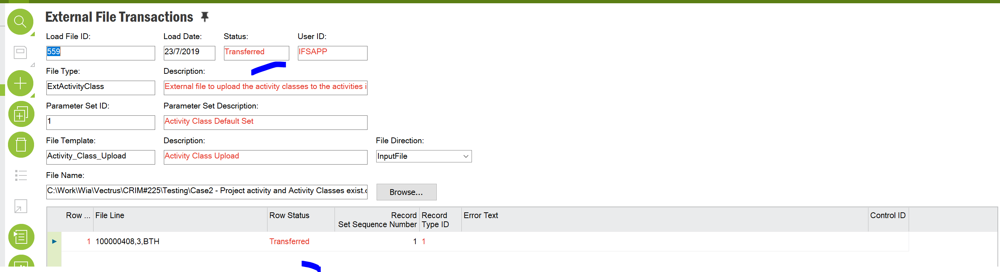 External File Transactions
Load File ID: Load Date: Status: User ID:
559 23/7/2019 Transferred IFSAPP
File Type: Description:
ExtActivityClass External file to upload the activity classes to the activities i
Parameter Set ID: Parameter Set Description:
1 Activity Class Default Set
File Template: Description: File Direction:
Activity_Class_Upload Activity Class Upload InputFile
File Name:
C:\Work\Wia\Vectrus\CRIM#225\Testing\Case2 - Project activity and Activity Classes exist.c Browse...
Row ... File Line Row Status Record Record Error Text Control ID
Set Sequence Number Type ID
1 100000408,3,BTH Transferred 1 1